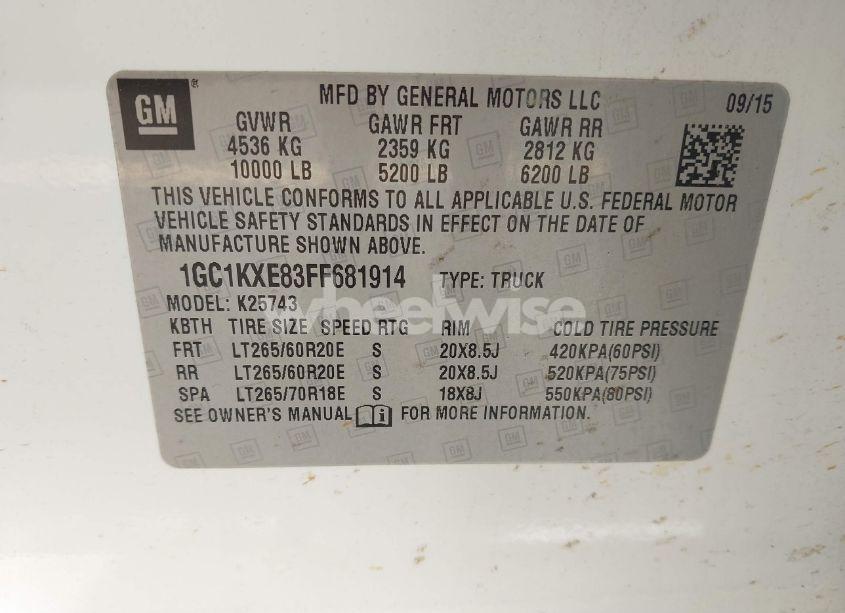 GM
MFD BY GENERAL MOTORS LLC 09/15
GVWR GAWR FRT GAWR RR
4536 KG 2359 KG 2812 KG
10000 LB 5200 LB 6200 LB
THIS VEHICLE CONFORMS TO ALL APPLICABLE U.S. FEDERAL MOTOR
VEHICLE SAFETY STANDARDS IN EFFECT ON THE DATE OF
MANUFACTURE SHOWN ABOVE.
1GC1KXE83FF681914 TYPE: TRUCK
MODEL: K25743
wheelwise
KBTH TIRE SIZE SPEED RTG RIM COLD TIRE PRESSURE
FRT LT265/60R20E S 20X8.5J 420KPA(60PSI)
RR LT265/60R20E S 20X8.5J 520KPA(75PSI)
SPA LT265/70R18E S 18X8J 550KPA(80PSI)
SEE OWNER'S MANUAL i FOR MORE INFORMATION.